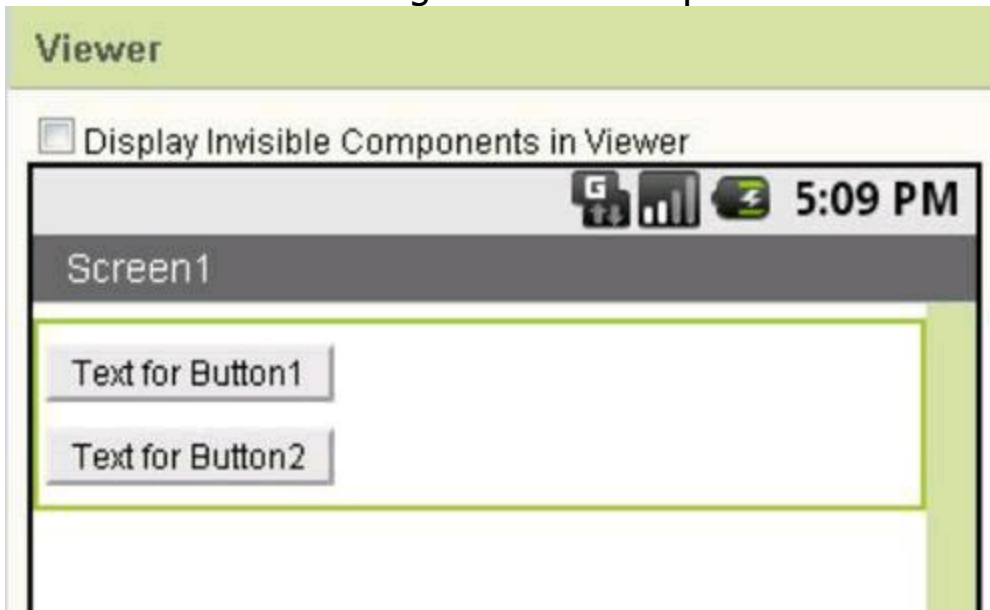 Viewer
Display Invisible Components in Viewer
G 5:09 PM
Screen1
Text for Button1
Text for Button2